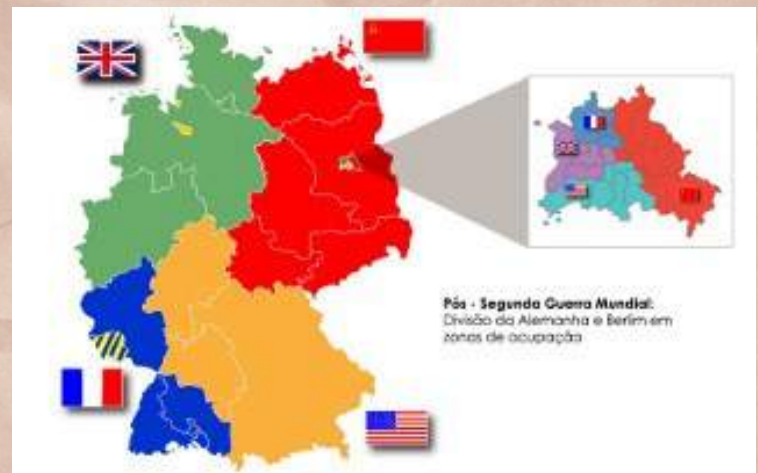 Pós - Segunda Guerra Mundial:
Divisão da Alemanha e Berlim em
zonas de ocupação